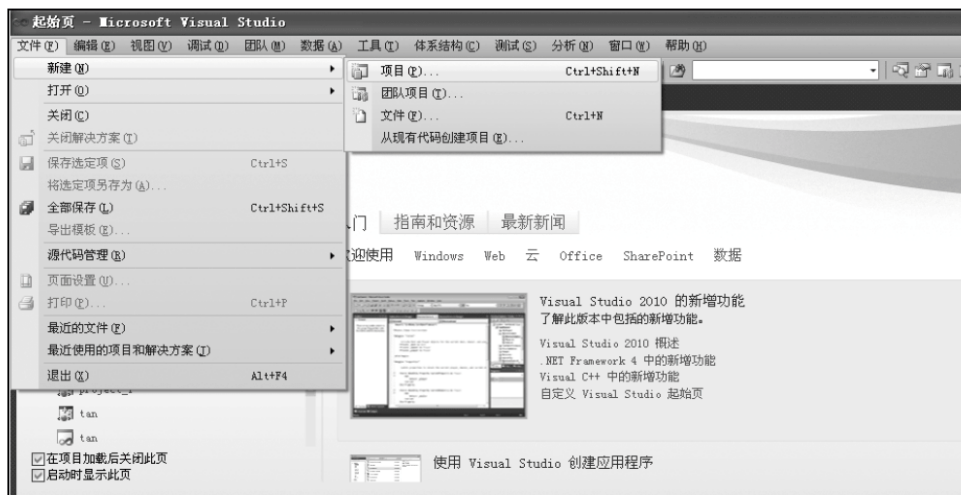 起始页 - Microsoft Visual Studio
文件(F) 编辑(E) 视图(V) 调试(D) 团队(M) 数据(A) 工具(T) 体系结构(C) 测试(S) 分析(N) 窗口(W) 帮助(H)
新建(N)
打开(O)
关闭(C)
关闭解决方案(T)
保存选定项(S) Ctrl+S
将选定项另存为(A)...
全部保存(L) Ctrl+Shift+S
导出模板(E)...
源代码管理(R)
页面设置(U)...
打印(P)... Ctrl+P
最近的文件(F)
最近使用的项目和解决方案(J)
退出(X) Alt+F4
项目(P)... Ctrl+Shift+N
团队项目(T)...
文件(F)... Ctrl+N
从现有代码创建项目(E)...
门 指南和资源 最新新闻
迎使用 Windows Web 云 Office SharePoint 数据
Visual Studio 2010 的新增功能
了解此版本中包括的新增功能。
Visual Studio 2010 概述
.NET Framework 4 中的新增功能
Visual C++ 中的新增功能
自定义 Visual Studio 起始页
tan
tan
在项目加载后关闭此页
启动时显示此页
使用 Visual Studio 创建应用程序